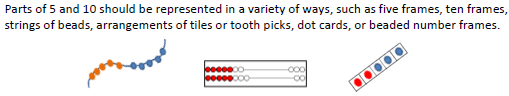 Parts of 5 and 10 should be represented in a variety of ways, such as five frames, ten frames,
strings of beads, arrangements of tiles or tooth picks, dot cards, or beaded number frames.